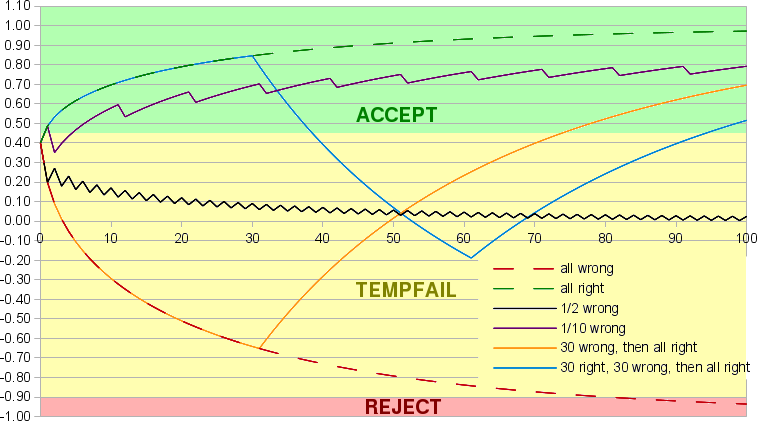 1.10
1.00
0.90
0.80
0.70
0.60
0.50
0.40
0.30
0.20
0.10
0.00
-0.10
-0.20
-0.30
-0.40
-0.50
-0.60
-0.70
-0.80
-0.90
-1.00
0 10 20 30 40 50 60 70 80 90 100
ACCEPT
TEMPFAIL
REJECT
all wrong
all right
1/2 wrong
1/10 wrong
30 wrong, then all right
30 right, 30 wrong, then all right